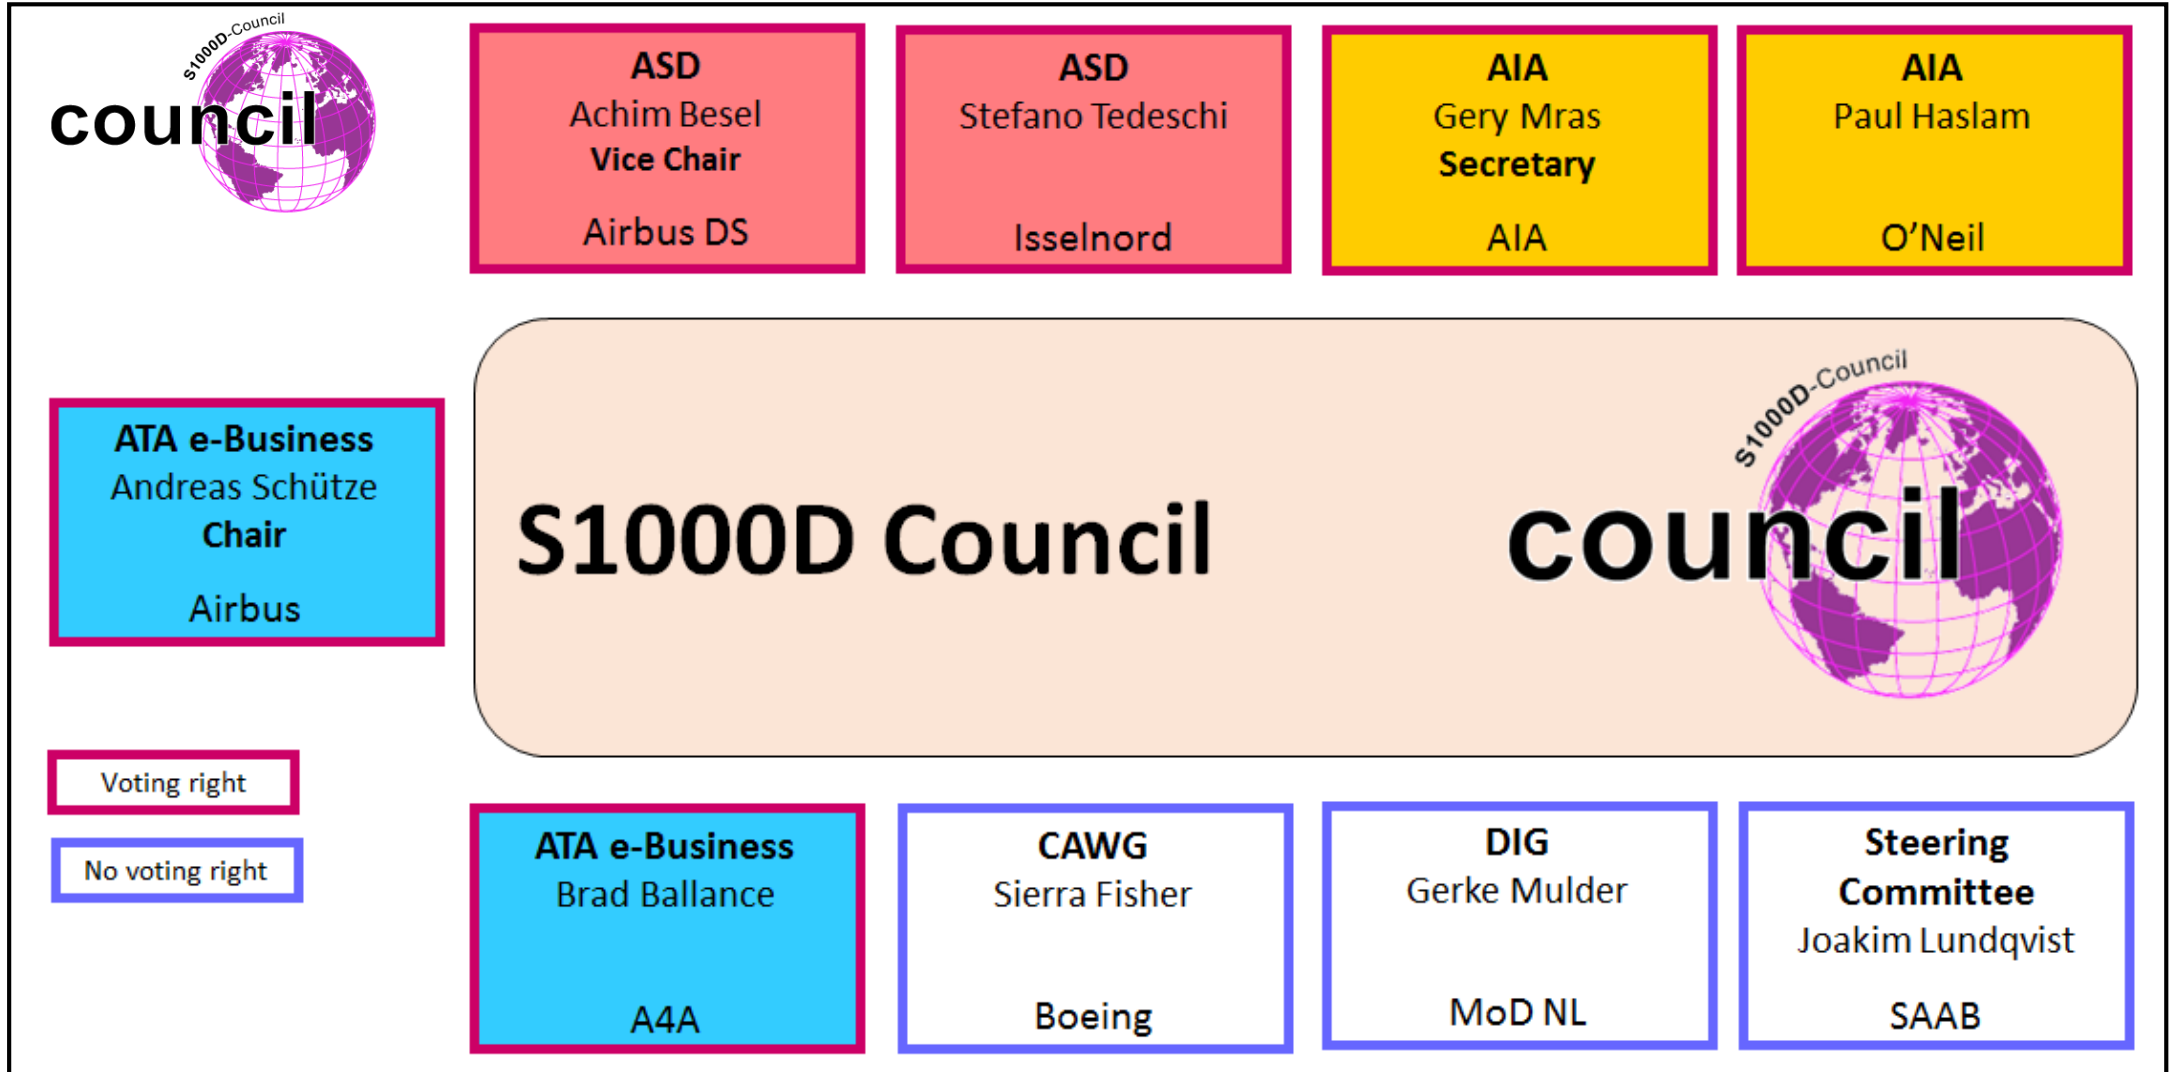 S1000D-Council
council
ASD
Achim Besel
Vice Chair
Airbus DS
ASD
Stefano Tedeschi
Isselnord
AIA
Gery Mras
Secretary
AIA
AIA
Paul Haslam
O’Neil
ATA e-Business
Andreas Schütze
Chair
Airbus
S1000D Council
S1000D-Council
council
Voting right
No voting right
ATA e-Business
Brad Ballance
A4A
CAWG
Sierra Fisher
Boeing
DIG
Gerke Mulder
MoD NL
Steering
Committee
Joakim Lundqvist
SAAB